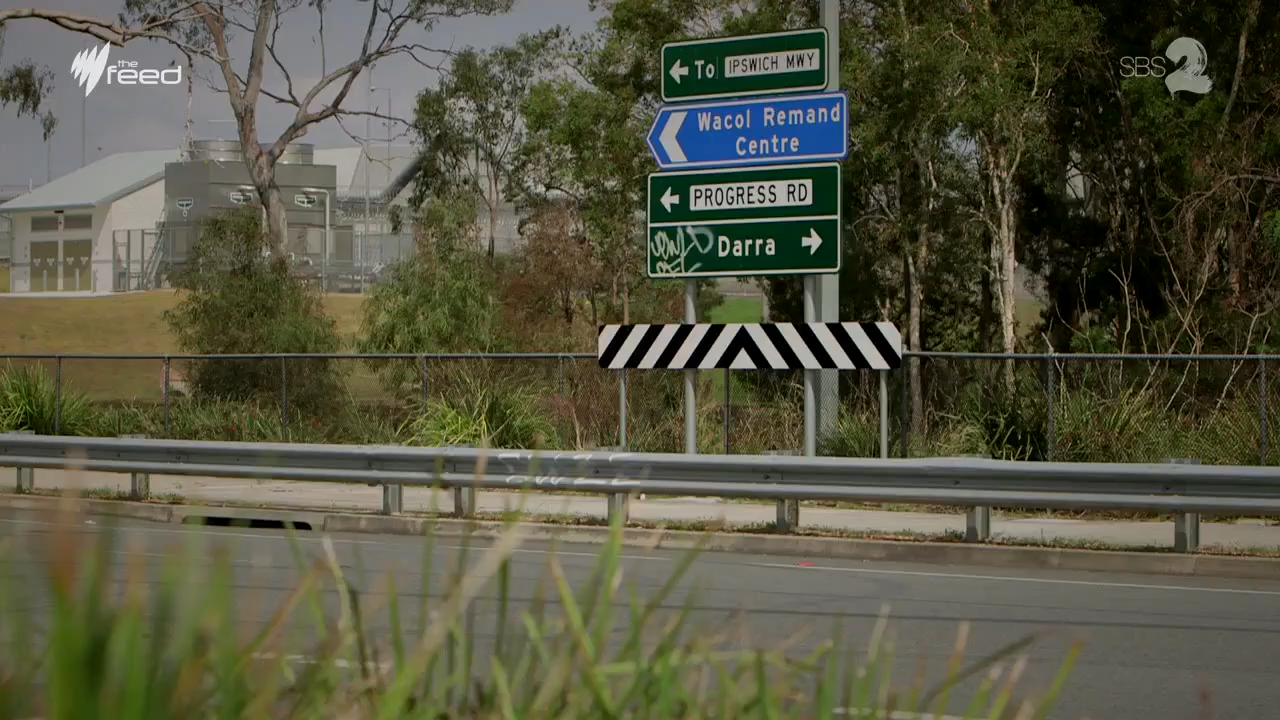 the
feed
SBS 2
To IPSWICH MWY
Wacol Remand
Centre
PROGRESS RD
Darra